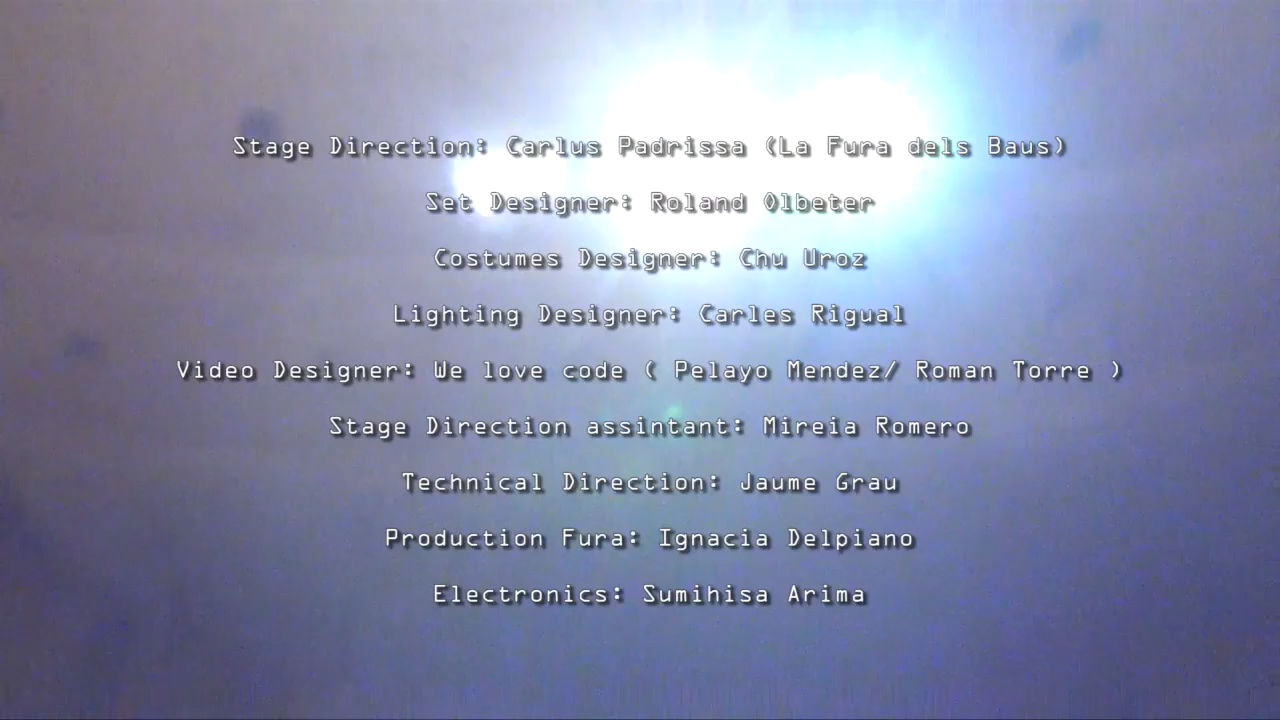 Stage Direction: Carlus Padrissa (La Fura dels Baus)
Set Designer: Roland Olbeter
Costumes Designer: Chu Uroz
Lighting Designer: Carles Rigual
Video Designer: We love code ( Pelayo Mendez/ Roman Torre )
Stage Direction assintant: Mireia Romero
Technical Direction: Jaume Grau
Production Fura: Ignacia Delpiano
Electronics: Sumihisa Arima